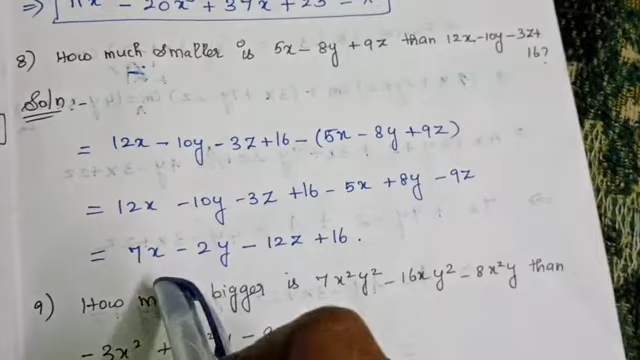 8) How much smaller is 5x - 8y + 9z than 12x - 10y - 3z +
16?
Soln:-
= 12x - 10y - 3z + 16 - (5x - 8y + 9z)
= 12x - 10y - 3z + 16 - 5x + 8y - 9z
= 7x - 2y - 12z + 16.
9) How bigger is 7x²y² - 16xy² - 8x²y than
- 3x² +